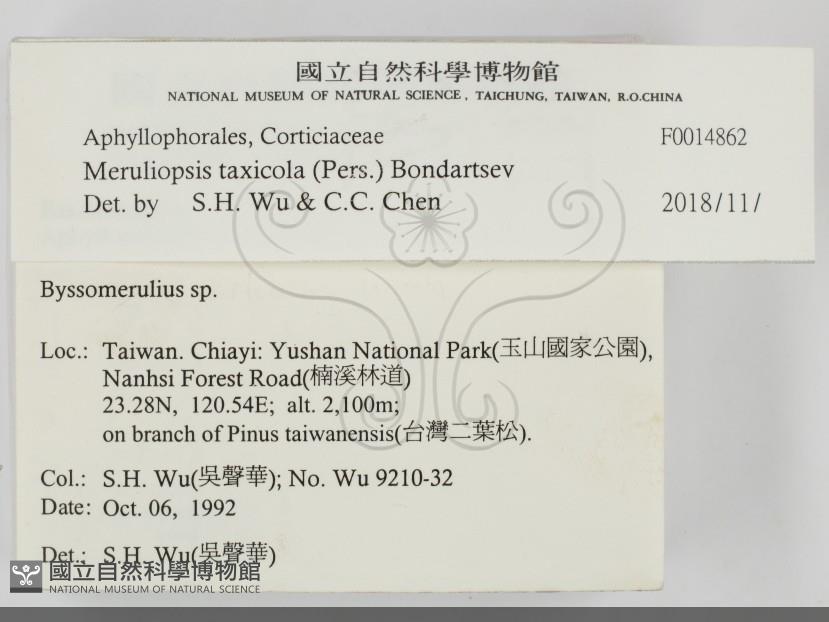 國立自然科學博物館
NATIONAL MUSEUM OF NATURAL SCIENCE, TAICHUNG, TAIWAN, R.O.CHINA
Aphyllophorales, Corticiaceae F0014862
Meruliopsis taxicola (Pers.) Bondartsev
Det. by S.H. Wu & C.C. Chen 2018/11/
Byssomerulius sp.
Loc.: Taiwan. Chiayi: Yushan National Park(玉山國家公園),
Nanhsi Forest Road(楠溪林道)
23.28N, 120.54E; alt. 2,100m;
on branch of Pinus taiwanensis(台灣二葉松).
Col.: S.H. Wu(吳聲華); No. Wu 9210-32
Date: Oct. 06, 1992
Det.: S.H. Wu(吳聲華)
國立自然科學博物館
NATIONAL MUSEUM OF NATURAL SCIENCE